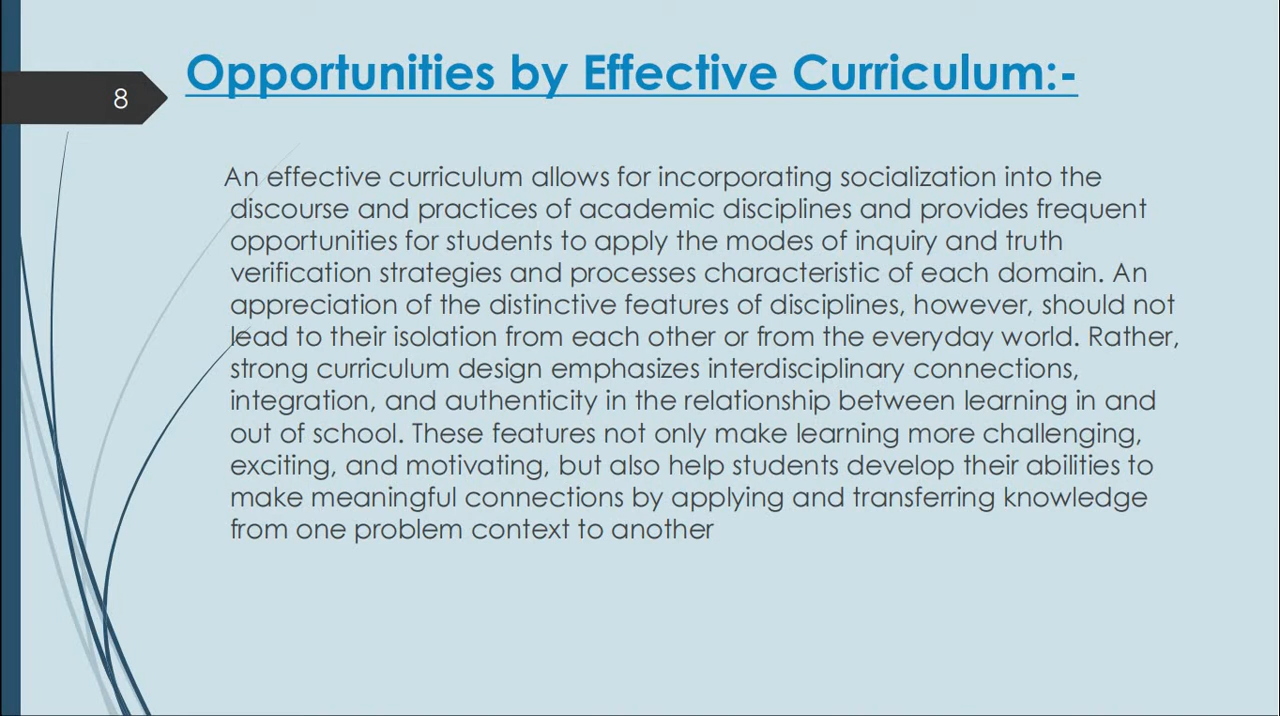 8
Opportunities by Effective Curriculum:-
An effective curriculum allows for incorporating socialization into the
discourse and practices of academic disciplines and provides frequent
opportunities for students to apply the modes of inquiry and truth
verification strategies and processes characteristic of each domain. An
appreciation of the distinctive features of disciplines, however, should not
lead to their isolation from each other or from the everyday world. Rather,
strong curriculum design emphasizes interdisciplinary connections,
integration, and authenticity in the relationship between learning in and
out of school. These features not only make learning more challenging,
exciting, and motivating, but also help students develop their abilities to
make meaningful connections by applying and transferring knowledge
from one problem context to another